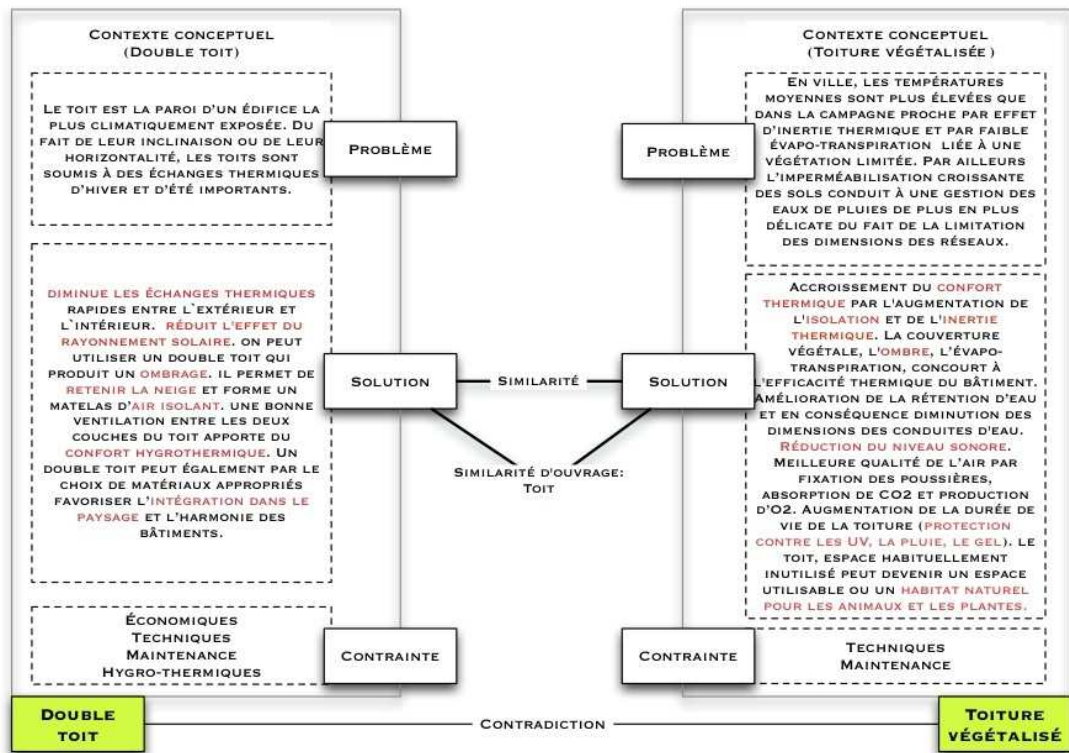 CONTEXTE CONCEPTUEL
(DOUBLE TOIT)
LE TOIT EST LA PAROI D'UN ÉDIFICE LA
PLUS CLIMATIQUEMENT EXPOSÉE. DU
FAIT DE LEUR INCLINAISON OU DE LEUR
HORIZONTALITÉ, LES TOITS SONT
SOUMIS À DES ÉCHANGES THERMIQUES
D'HIVER ET D'ÉTÉ IMPORTANTS.
PROBLÈME
DIMINUE LES ÉCHANGES THERMIQUES
RAPIDES ENTRE L`EXTÉRIEUR ET
L`INTÉRIEUR. RÉDUIT L'EFFET DU
RAYONNEMENT SOLAIRE. ON PEUT
UTILISER UN DOUBLE TOIT QUI
PRODUIT UN OMBRAGE. IL PERMET DE
RETENIR LA NEIGE ET FORME UN
MATELAS D'AIR ISOLANT. UNE BONNE
VENTILATION ENTRE LES DEUX
COUCHES DU TOIT APPORTE DU
CONFORT HYGROTHERMIQUE. UN
DOUBLE TOIT PEUT ÉGALEMENT PAR LE
CHOIX DE MATÉRIAUX APPROPRIÉS
FAVORISER L'INTÉGRATION DANS LE
PAYSAGE ET L'HARMONIE DES
BÂTIMENTS.
SOLUTION
ÉCONOMIQUES
TECHNIQUES
MAINTENANCE
HYGRO-THERMIQUES
CONTRAINTE
DOUBLE
TOIT
SIMILARITÉ
SIMILARITÉ D'OUVRAGE:
TOIT
CONTRADICTION
CONTEXTE CONCEPTUEL
(TOITURE VÉGÉTALISÉE )
PROBLÈME
EN VILLE, LES TEMPÉRATURES
MOYENNES SONT PLUS ÉLEVÉES QUE
DANS LA CAMPAGNE PROCHE PAR EFFET
D'INERTIE THERMIQUE ET PAR FAIBLE
ÉVAPO-TRANSPIRATION LIÉE À UNE
VÉGÉTATION LIMITÉE. PAR AILLEURS
L'IMPERMÉABILISATION CROISSANTE
DES SOLS CONDUIT À UNE GESTION DES
EAUX DE PLUIES DE PLUS EN PLUS
DÉLICATE DU FAIT DE LA LIMITATION
DES DIMENSIONS DES RÉSEAUX.
SOLUTION
ACCROISSEMENT DU CONFORT
THERMIQUE PAR L'AUGMENTATION DE
L'ISOLATION ET DE L'INERTIE
THERMIQUE. LA COUVERTURE
VÉGÉTALE, L'OMBRE, L'ÉVAPO-
TRANSPIRATION, CONCOURT À
L'EFFICACITÉ THERMIQUE DU BÂTIMENT.
AMÉLIORATION DE LA RÉTENTION D'EAU
ET EN CONSÉQUENCE DIMINUTION DES
DIMENSIONS DES CONDUITES D'EAU.
RÉDUCTION DU NIVEAU SONORE.
MEILLEURE QUALITÉ DE L'AIR PAR
FIXATION DES POUSSIÈRES,
ABSORPTION DE CO2 ET PRODUCTION
D'O2. AUGMENTATION DE LA DURÉE DE
VIE DE LA TOITURE (PROTECTION
CONTRE LES UV, LA PLUIE, LE GEL). LE
TOIT, ESPACE HABITUELLEMENT
INUTILISÉ PEUT DEVENIR UN ESPACE
UTILISABLE OU UN HABITAT NATUREL
POUR LES ANIMAUX ET LES PLANTES.
CONTRAINTE
TECHNIQUES
MAINTENANCE
TOITURE
VÉGÉTALISÉ